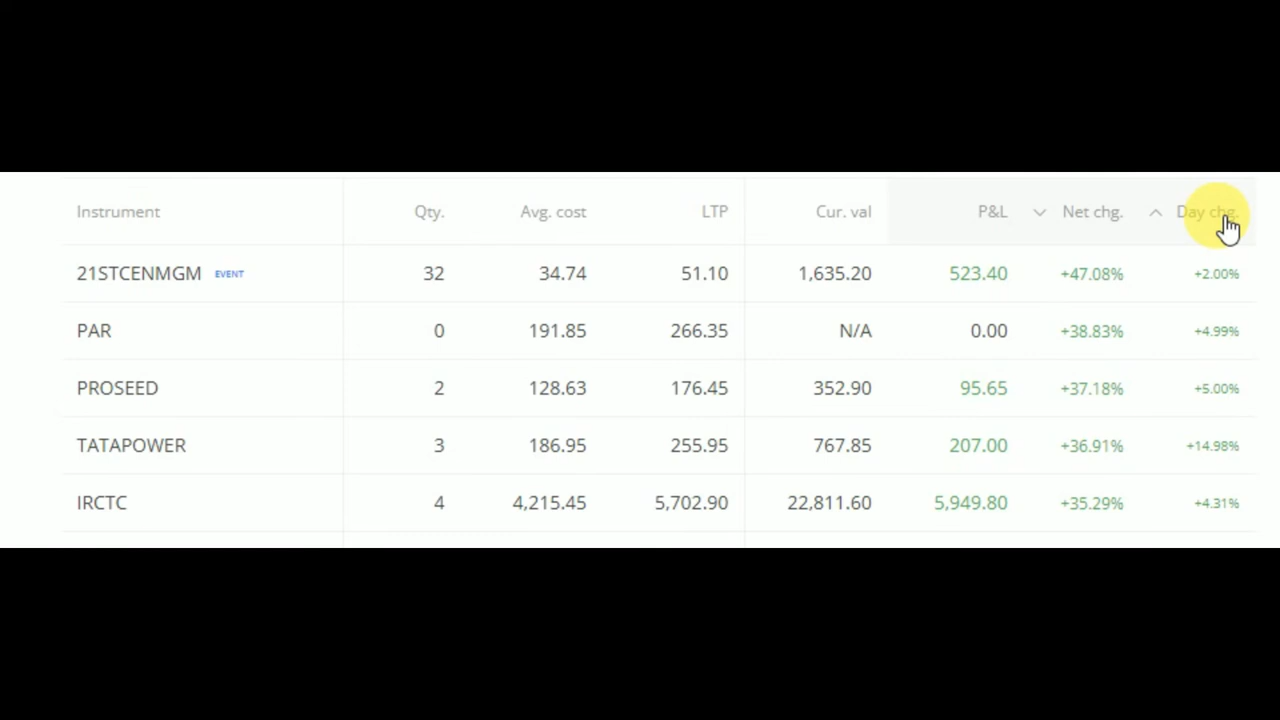 Instrument Qty. Avg. cost LTP Cur. val P&L Net chg. Day chg.
21STCENMGM EVENT 32 34.74 51.10 1,635.20 523.40 +47.08% +2.00%
PAR 0 191.85 266.35 N/A 0.00 +38.83% +4.99%
PROSEED 2 128.63 176.45 352.90 95.65 +37.18% +5.00%
TATAPOWER 3 186.95 255.95 767.85 207.00 +36.91% +14.98%
IRCTC 4 4,215.45 5,702.90 22,811.60 5,949.80 +35.29% +4.31%